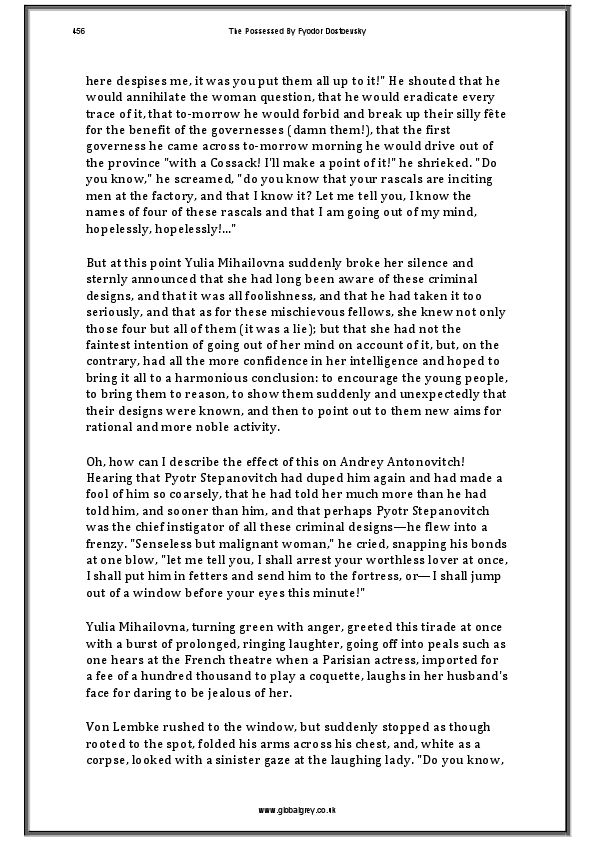 456
The Possessed By Fyodor Dostoevsky
here despises me, it was you put them all up to it!" He shouted that he
would annihilate the woman question, that he would eradicate every
trace of it, that to-morrow he would forbid and break up their silly fête
for the benefit of the governesses (damn them!), that the first
governess he came across to-morrow morning he would drive out of
the province "with a Cossack! I'll make a point of it!" he shrieked. "Do
you know," he screamed, "do you know that your rascals are inciting
men at the factory, and that I know it? Let me tell you, I know the
names of four of these rascals and that I am going out of my mind,
hopelessly, hopelessly!..."
But at this point Yulia Mihailovna suddenly broke her silence and
sternly announced that she had long been aware of these criminal
designs, and that it was all foolishness, and that he had taken it too
seriously, and that as for these mischievous fellows, she knew not only
those four but all of them (it was a lie); but that she had not the
faintest intention of going out of her mind on account of it, but, on the
contrary, had all the more confidence in her intelligence and hoped to
bring it all to a harmonious conclusion: to encourage the young people,
to bring them to reason, to show them suddenly and unexpectedly that
their designs were known, and then to point out to them new aims for
rational and more noble activity.
Oh, how can I describe the effect of this on Andrey Antonovitch!
Hearing that Pyotr Stepanovitch had duped him again and had made a
fool of him so coarsely, that he had told her much more than he had
told him, and sooner than him, and that perhaps Pyotr Stepanovitch
was the chief instigator of all these criminal designs—he flew into a
frenzy. "Senseless but malignant woman," he cried, snapping his bonds
at one blow, "let me tell you, I shall arrest your worthless lover at once,
I shall put him in fetters and send him to the fortress, or— I shall jump
out of a window before your eyes this minute!"
Yulia Mihailovna, turning green with anger, greeted this tirade at once
with a burst of prolonged, ringing laughter, going off into peals such as
one hears at the French theatre when a Parisian actress, imported for
a fee of a hundred thousand to play a coquette, laughs in her husband's
face for daring to be jealous of her.
Von Lembke rushed to the window, but suddenly stopped as though
rooted to the spot, folded his arms across his chest, and, white as a
corpse, looked with a sinister gaze at the laughing lady. "Do you know,
www.globalgrey.co.uk